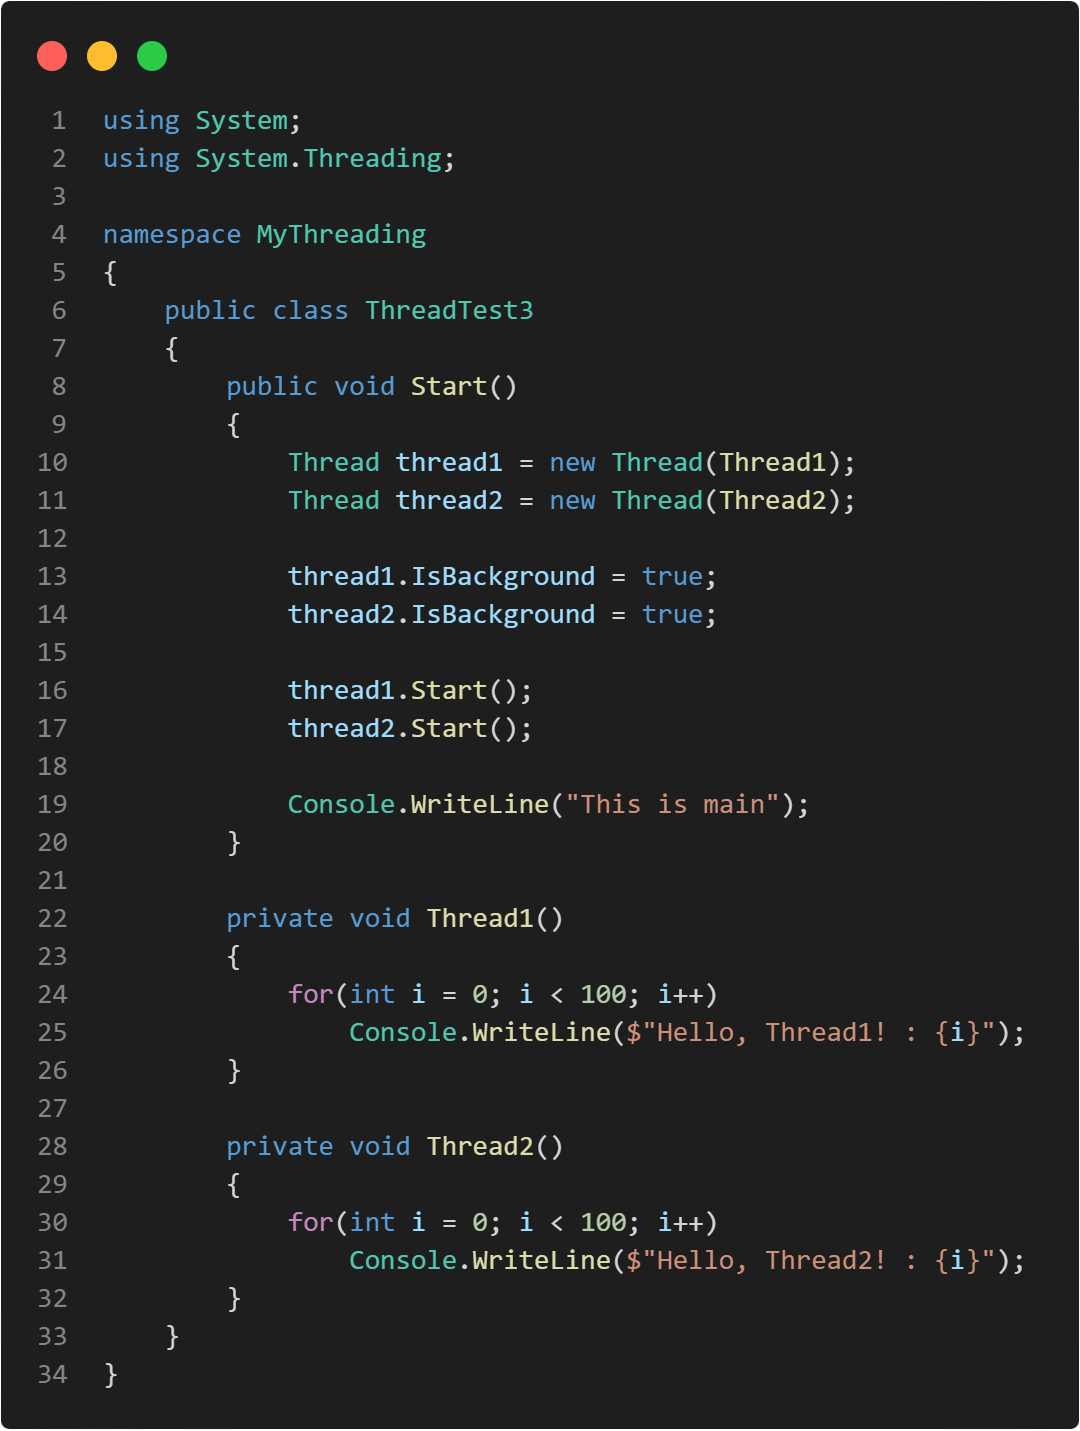 1 using System;
2 using System.Threading;
3
4 namespace MyThreading
5 {
6     public class ThreadTest3
7     {
8         public void Start()
9         {
10             Thread thread1 = new Thread(Thread1);
11             Thread thread2 = new Thread(Thread2);
12
13             thread1.IsBackground = true;
14             thread2.IsBackground = true;
15
16             thread1.Start();
17             thread2.Start();
18
19             Console.WriteLine("This is main");
20         }
21
22         private void Thread1()
23         {
24             for(int i = 0; i < 100; i++)
25                 Console.WriteLine($"Hello, Thread1! : {i}");
26         }
27
28         private void Thread2()
29         {
30             for(int i = 0; i < 100; i++)
31                 Console.WriteLine($"Hello, Thread2! : {i}");
32         }
33     }
34 }